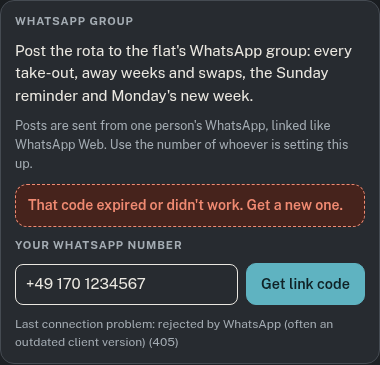 WHATSAPP GROUP
Post the rota to the flat's WhatsApp group: every
take-out, away weeks and swaps, the Sunday
reminder and Monday's new week.
Posts are sent from one person's WhatsApp, linked like
WhatsApp Web. Use the number of whoever is setting this
up.
That code expired or didn't work. Get a new one.
YOUR WHATSAPP NUMBER
+49 170 1234567
Get link code
Last connection problem: rejected by WhatsApp (often an
outdated client version) (405)